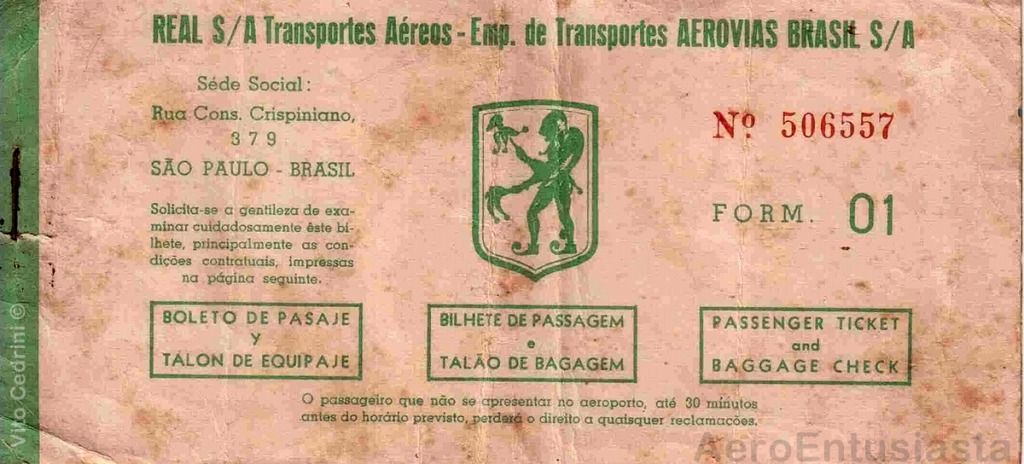 REAL S/A Transportes Aéreos - Emp. de Transportes AEROVIAS BRASIL S/A
Séde Social:
Rua Cons. Crispiniano,
379
SÃO PAULO - BRASIL
Solicita-se a gentileza de exa-
minar cuidadosamente êste bi-
lhete, principalmente as con-
dições contratuais, impressas
na página seguinte.
Nº 506557
FORM. 01
BOLETO DE PASAJE
y
TALON DE EQUIPAJE
BILHETE DE PASSAGEM
e
TALÃO DE BAGAGEM
PASSENGER TICKET
and
BAGGAGE CHECK
O passageiro que não se apresentar no aeroporto, até 30 minutos
antes do horário previsto, perderá o direito a quaisquer reclamações.
Vito Cedrini ©
AeroEntusiasta